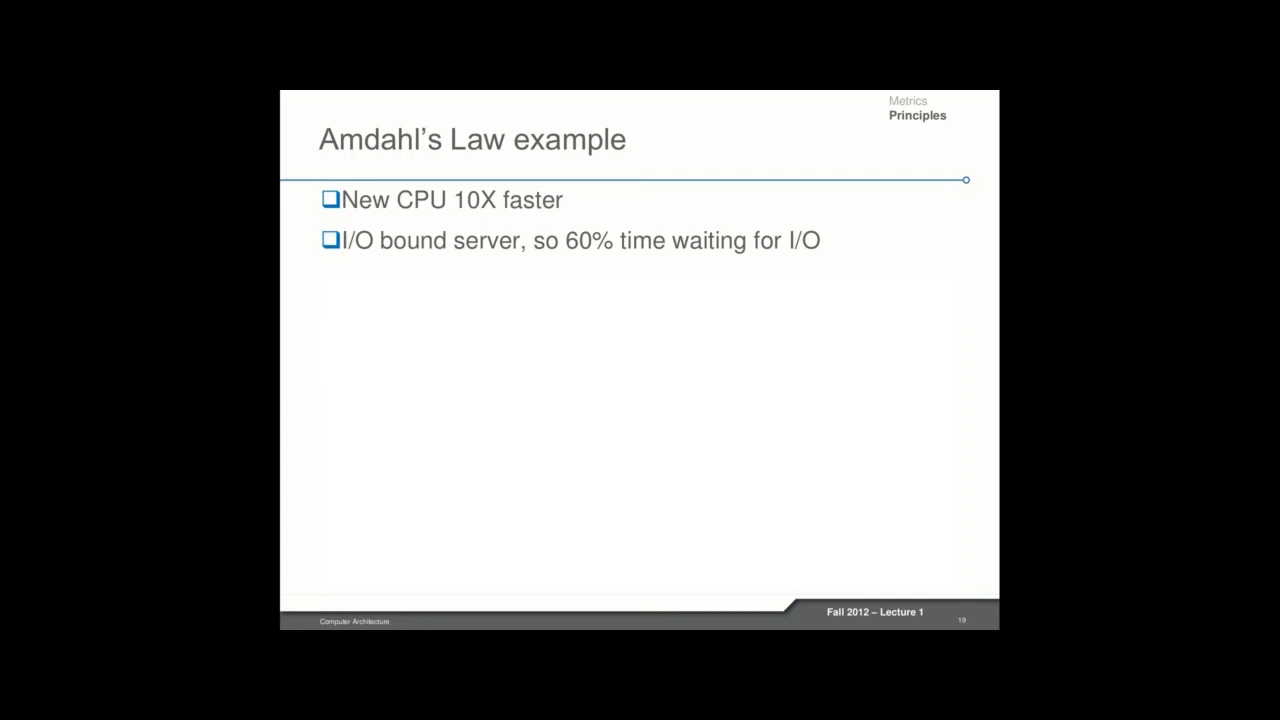 Metrics
Principles
Amdahl’s Law example
❑New CPU 10X faster
❑I/O bound server, so 60% time waiting for I/O
Fall 2012 – Lecture 1
Computer Architecture
19